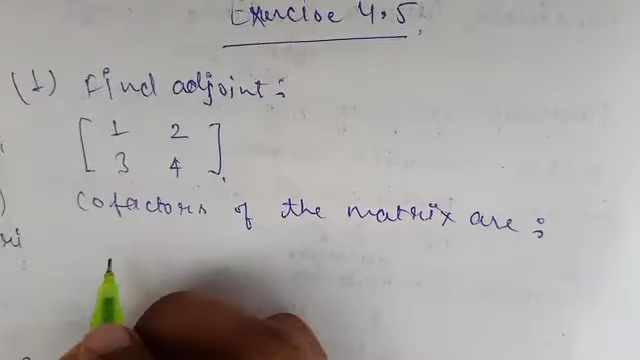 Exercise 4.5.
(1) Find adjoint:
[ 1 2
3 4 ].
cofactors of the matrix are;